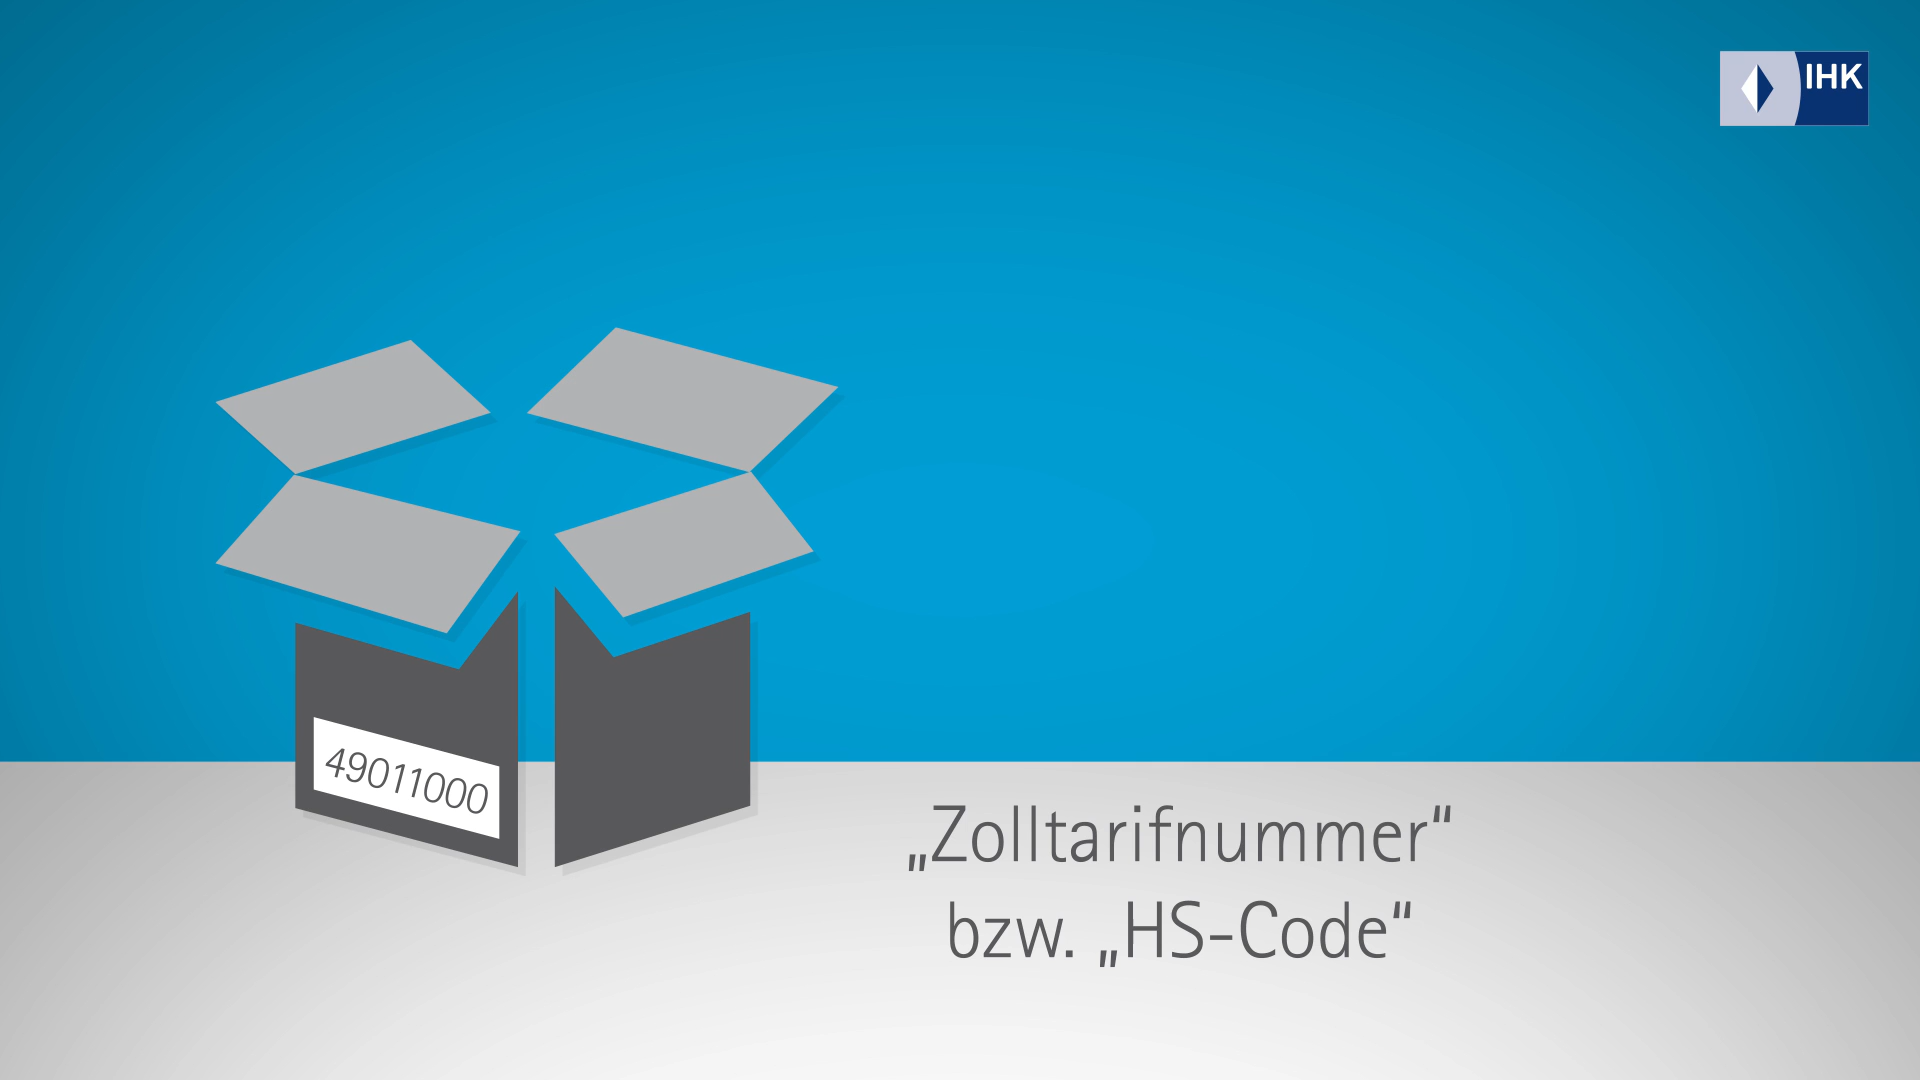 IHK
49011000
„Zolltarifnummer“
bzw. „HS-Code“